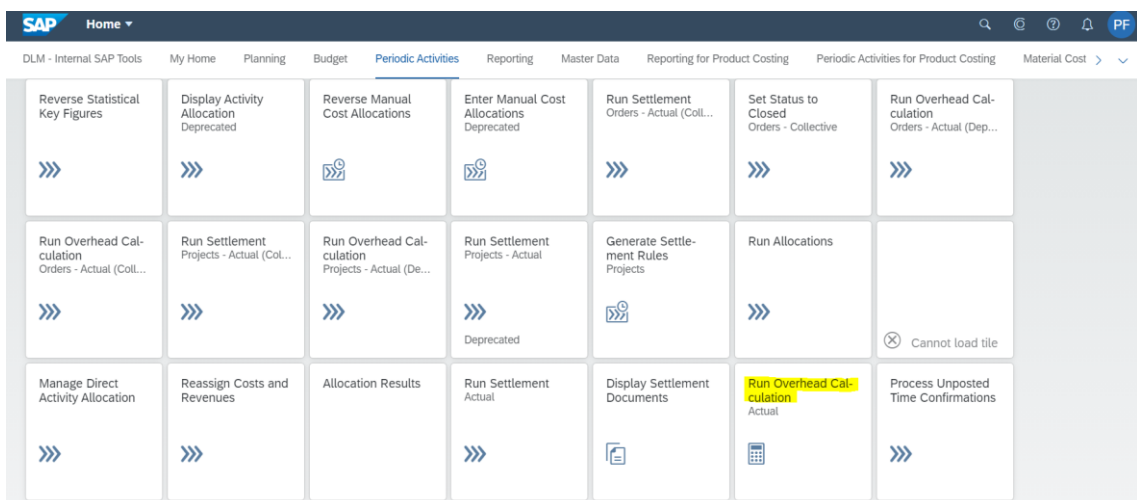 SAP Home ▾ PF
DLM - Internal SAP Tools My Home Planning Budget Periodic Activities Reporting Master Data Reporting for Product Costing Periodic Activities for Product Costing Material Cost
Reverse Statistical
Key Figures
Display Activity
Allocation
Deprecated
Reverse Manual
Cost Allocations
Enter Manual Cost
Allocations
Deprecated
Run Settlement
Orders - Actual (Coll...
Set Status to
Closed
Orders - Collective
Run Overhead Cal-
culation
Orders - Actual (Dep...
Run Overhead Cal-
culation
Orders - Actual (Coll...
Run Settlement
Projects - Actual (Col...
Run Overhead Cal-
culation
Projects - Actual (De...
Run Settlement
Projects - Actual
Deprecated
Generate Settle-
ment Rules
Projects
Run Allocations
Cannot load tile
Manage Direct
Activity Allocation
Reassign Costs and
Revenues
Allocation Results
Run Settlement
Actual
Display Settlement
Documents
Run Overhead Cal-
culation
Actual
Process Unposted
Time Confirmations